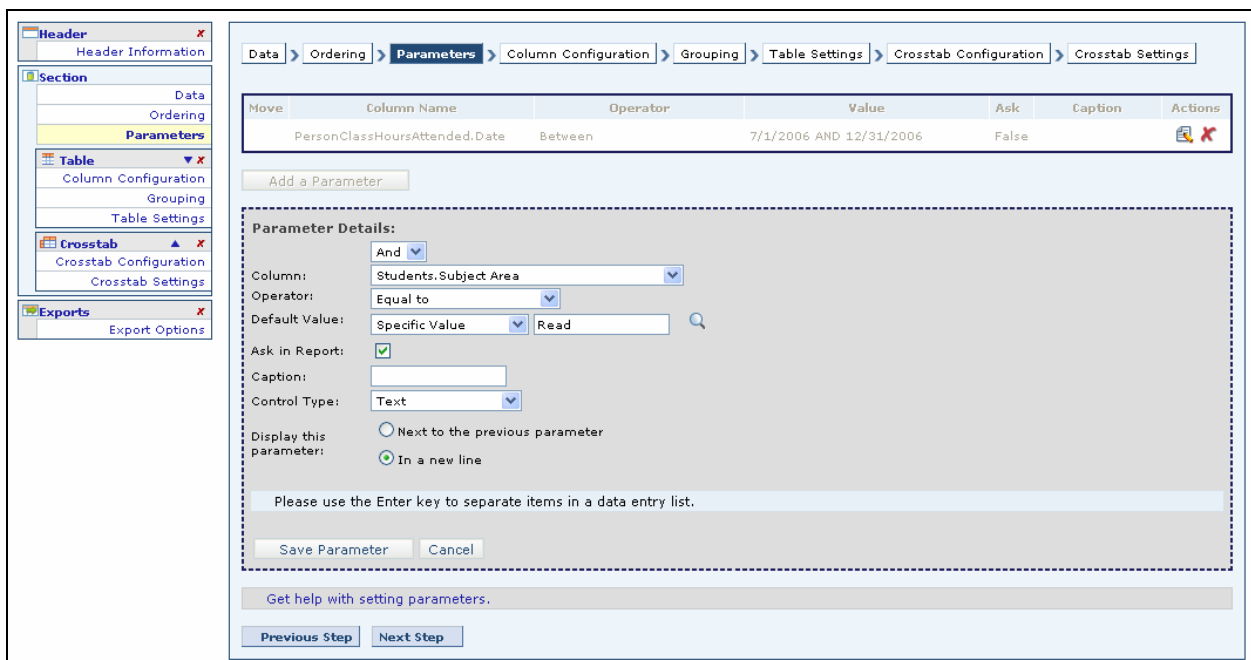 Header x
Header Information
Section
Data
Ordering
Parameters
Table x
Column Configuration
Grouping
Table Settings
Crosstab x
Crosstab Configuration
Crosstab Settings
Exports x
Export Options
Data Ordering Parameters Column Configuration Grouping Table Settings Crosstab Configuration Crosstab Settings
Move Column Name Operator Value Ask Caption Actions
PersonClassHoursAttended.Date Between 7/1/2006 AND 12/31/2006 False
Add a Parameter
Parameter Details:
And
Column: Students.Subject Area
Operator: Equal to
Default Value: Specific Value Read
Ask in Report:
Caption:
Control Type: Text
Display this parameter:
Next to the previous parameter
In a new line
Please use the Enter key to separate items in a data entry list.
Save Parameter Cancel
Get help with setting parameters.
Previous Step Next Step